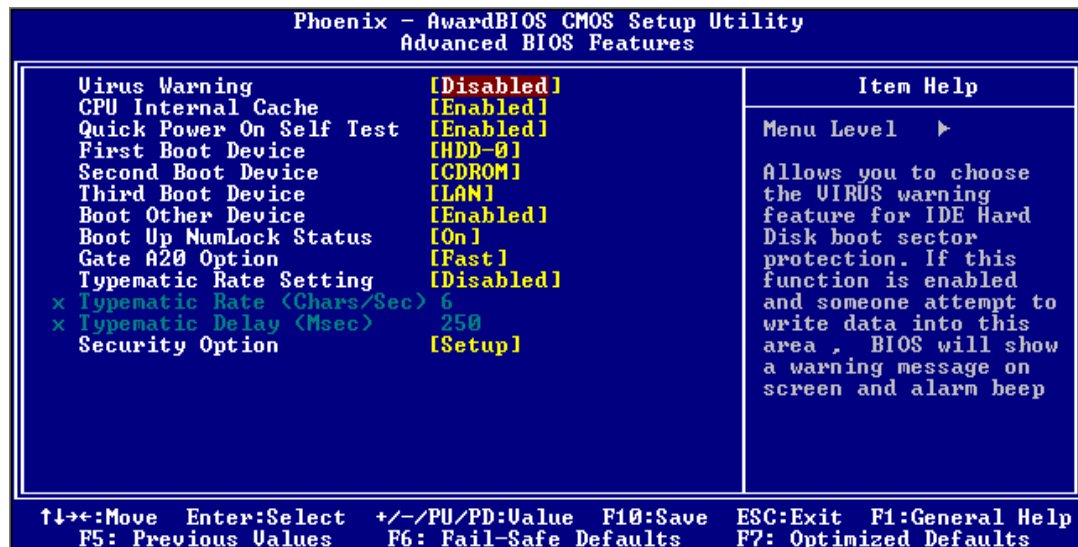 Phoenix - AwardBIOS CMOS Setup Utility
Advanced BIOS Features
Virus Warning [Disabled]
CPU Internal Cache [Enabled]
Quick Power On Self Test [Enabled]
First Boot Device [HDD-0]
Second Boot Device [CDROM]
Third Boot Device [LAN]
Boot Other Device [Enabled]
Boot Up NumLock Status [On]
Gate A20 Option [Fast]
Typematic Rate Setting [Disabled]
x Typematic Rate (Chars/Sec) 6
x Typematic Delay (Msec) 250
Security Option [Setup]
Item Help
Menu Level ▶
Allows you to choose
the VIRUS warning
feature for IDE Hard
Disk boot sector
protection. If this
function is enabled
and someone attempt to
write data into this
area , BIOS will show
a warning message on
screen and alarm beep
↑↓→←:Move Enter:Select +/-/PU/PD:Value F10:Save ESC:Exit F1:General Help
F5: Previous Values F6: Fail-Safe Defaults F7: Optimized Defaults